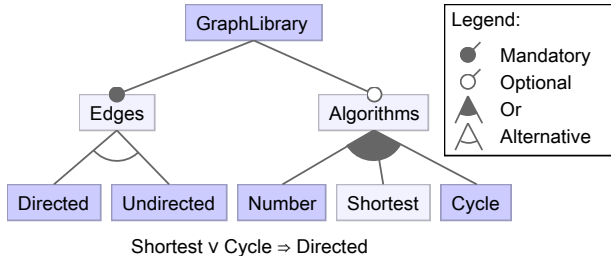 GraphLibrary
Legend:
Mandatory
Optional
Or
Alternative
Edges
Algorithms
Directed
Undirected
Number
Shortest
Cycle
Shortest ∨ Cycle ⇒ Directed